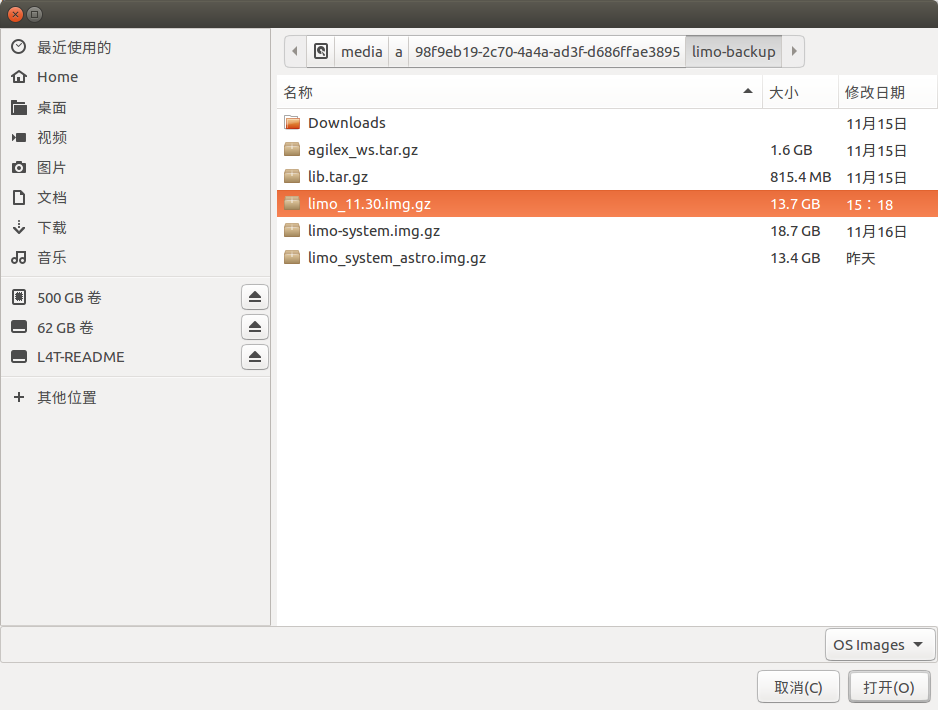 最近使用的
Home
桌面
视频
图片
文档
下载
音乐
500 GB 卷
62 GB 卷
L4T-README
其他位置
media a 98f9eb19-2c70-4a4a-ad3f-d686ffae3895 limo-backup
名称 大小 修改日期
Downloads 11月15日
agilex_ws.tar.gz 1.6 GB 11月15日
lib.tar.gz 815.4 MB 11月15日
limo_11.30.img.gz 13.7 GB 15：18
limo-system.img.gz 18.7 GB 11月16日
limo_system_astro.img.gz 13.4 GB 昨天
OS Images
取消(C) 打开(O)